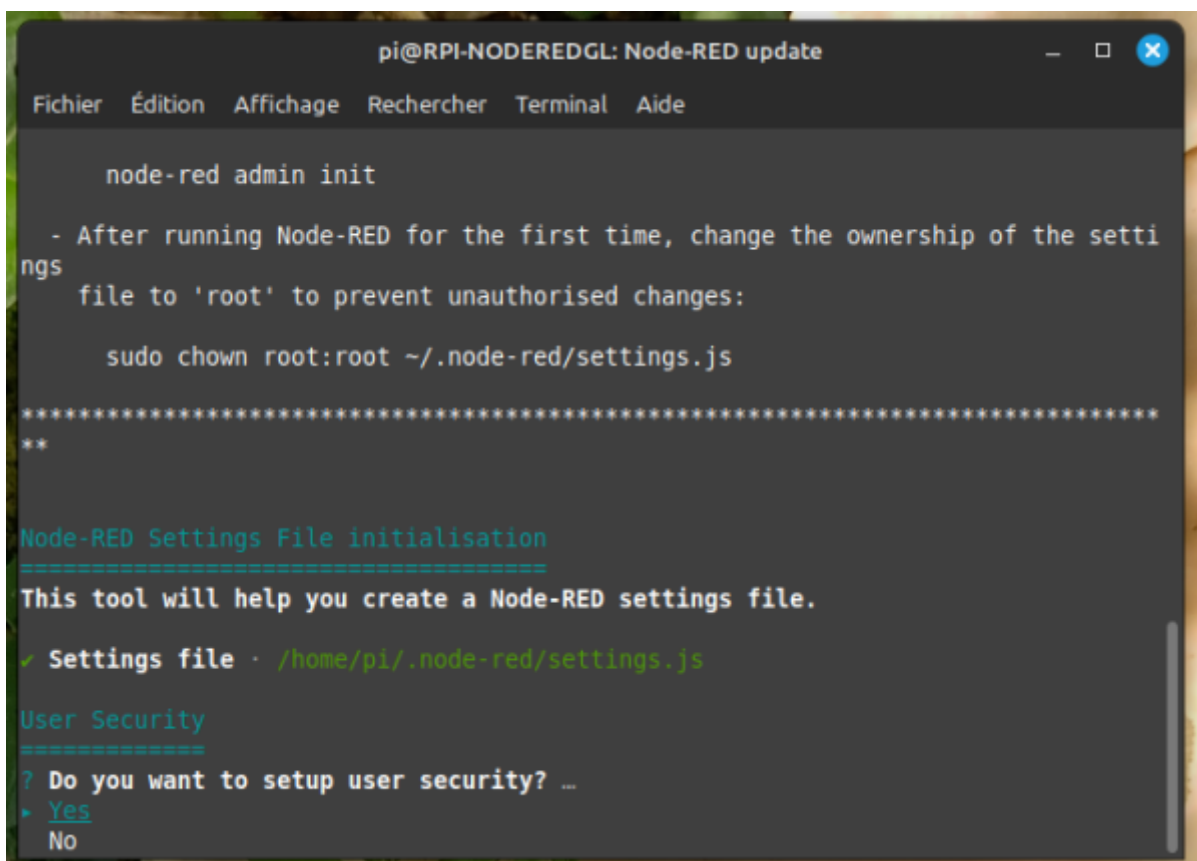 pi@RPI-NODEREDGL: Node-RED update
Fichier Édition Affichage Rechercher Terminal Aide
node-red admin init
- After running Node-RED for the first time, change the ownership of the setti
ngs
file to 'root' to prevent unauthorised changes:
sudo chown root:root ~/.node-red/settings.js
********************************************************************************
**
Node-RED Settings File initialisation
=====================================
This tool will help you create a Node-RED settings file.
✔ Settings file · /home/pi/.node-red/settings.js
User Security
=============
? Do you want to setup user security? …
▸ Yes
No